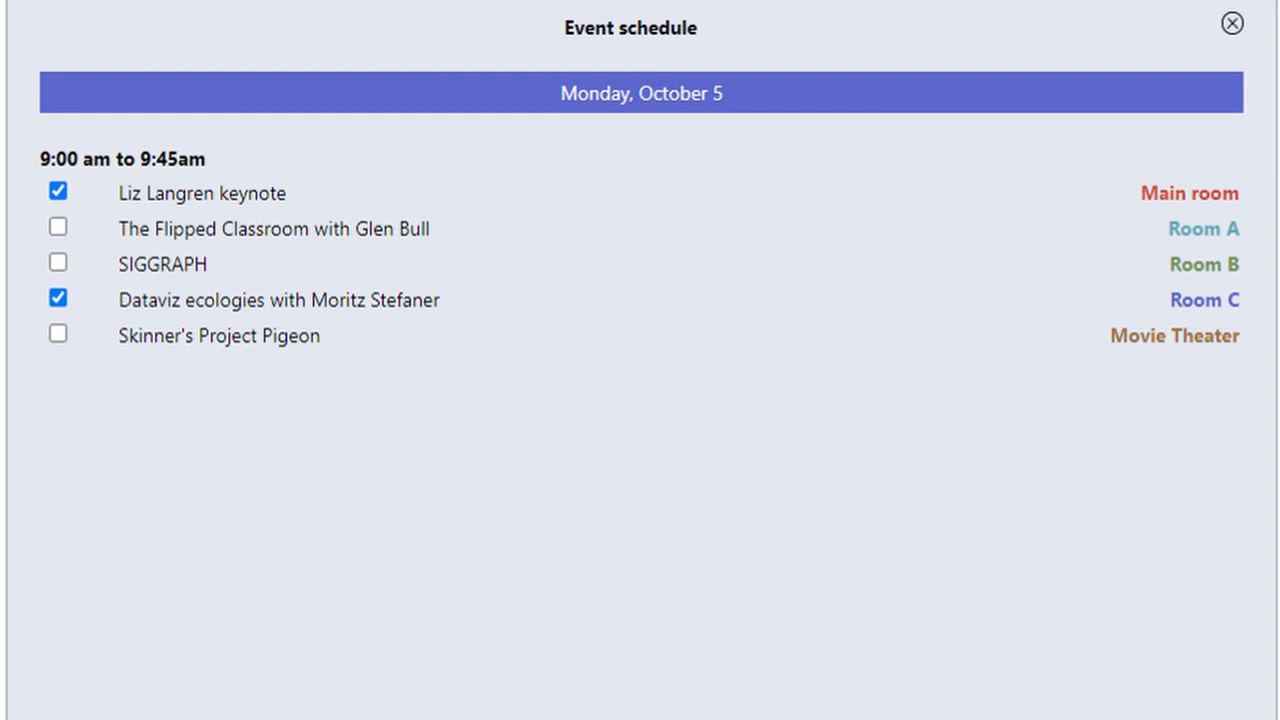 Event schedule
Monday, October 5
9:00 am to 9:45am
Liz Langren keynote Main room
The Flipped Classroom with Glen Bull Room A
SIGGRAPH Room B
Dataviz ecologies with Moritz Stefaner Room C
Skinner's Project Pigeon Movie Theater